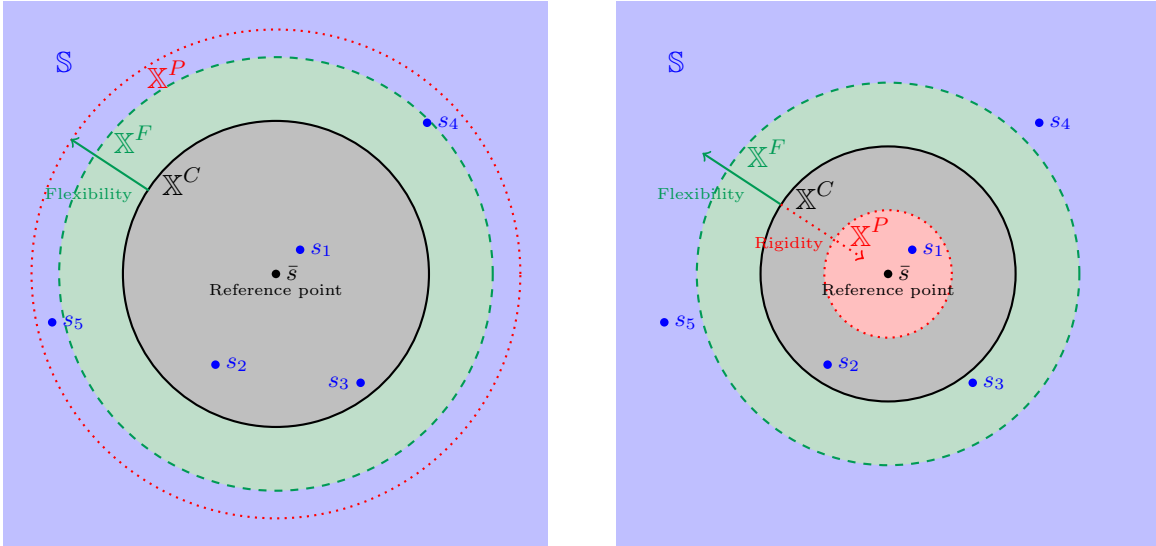 𝕊
𝕏^P
𝕏^F
s₄
Flexibility
𝕏^C
s₁
s̄
Reference point
s₅
s₂
s₃
𝕊
s₄
𝕏^F
Flexibility
𝕏^C
Rigidity
𝕏^P
s₁
s̄
Reference point
s₅
s₂
s₃